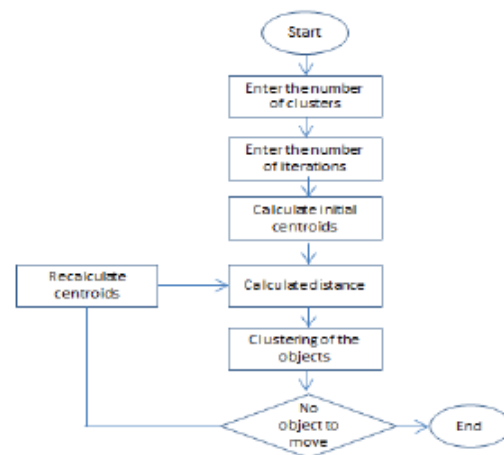 Start
Enter the number
of clusters
Enter the number
of iterations
Calculate initial
centroids
Recalculate
centroids
Calculate distance
Clustering of the
objects
No
object to
move
End